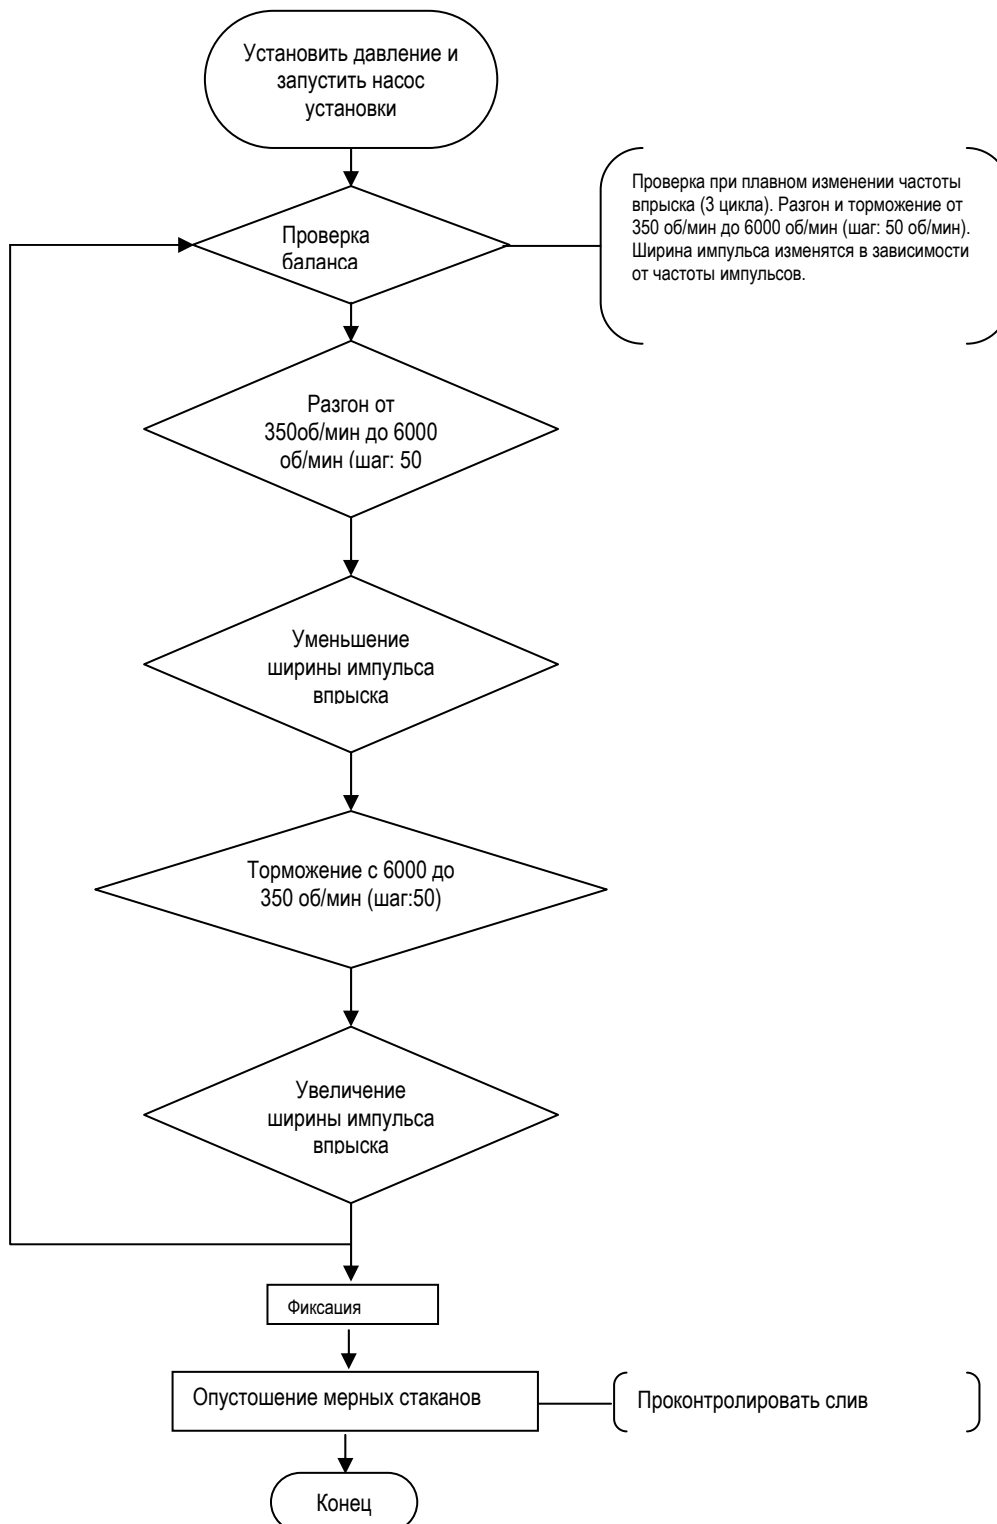 Установить давление и
запустить насос
установки
Проверка при плавном изменении частоты
впрыска (3 цикла). Разгон и торможение от
350 об/мин до 6000 об/мин (шаг: 50 об/мин).
Ширина импульса изменятся в зависимости
от частоты импульсов.
Проверка
баланса
Разгон от
350об/мин до 6000
об/мин (шаг: 50
Уменьшение
ширины импульса
впрыска
Торможение с 6000 до
350 об/мин (шаг:50)
Увеличение
ширины импульса
впрыска
Фиксация
Опустошение мерных стаканов
Проконтролировать слив
Конец